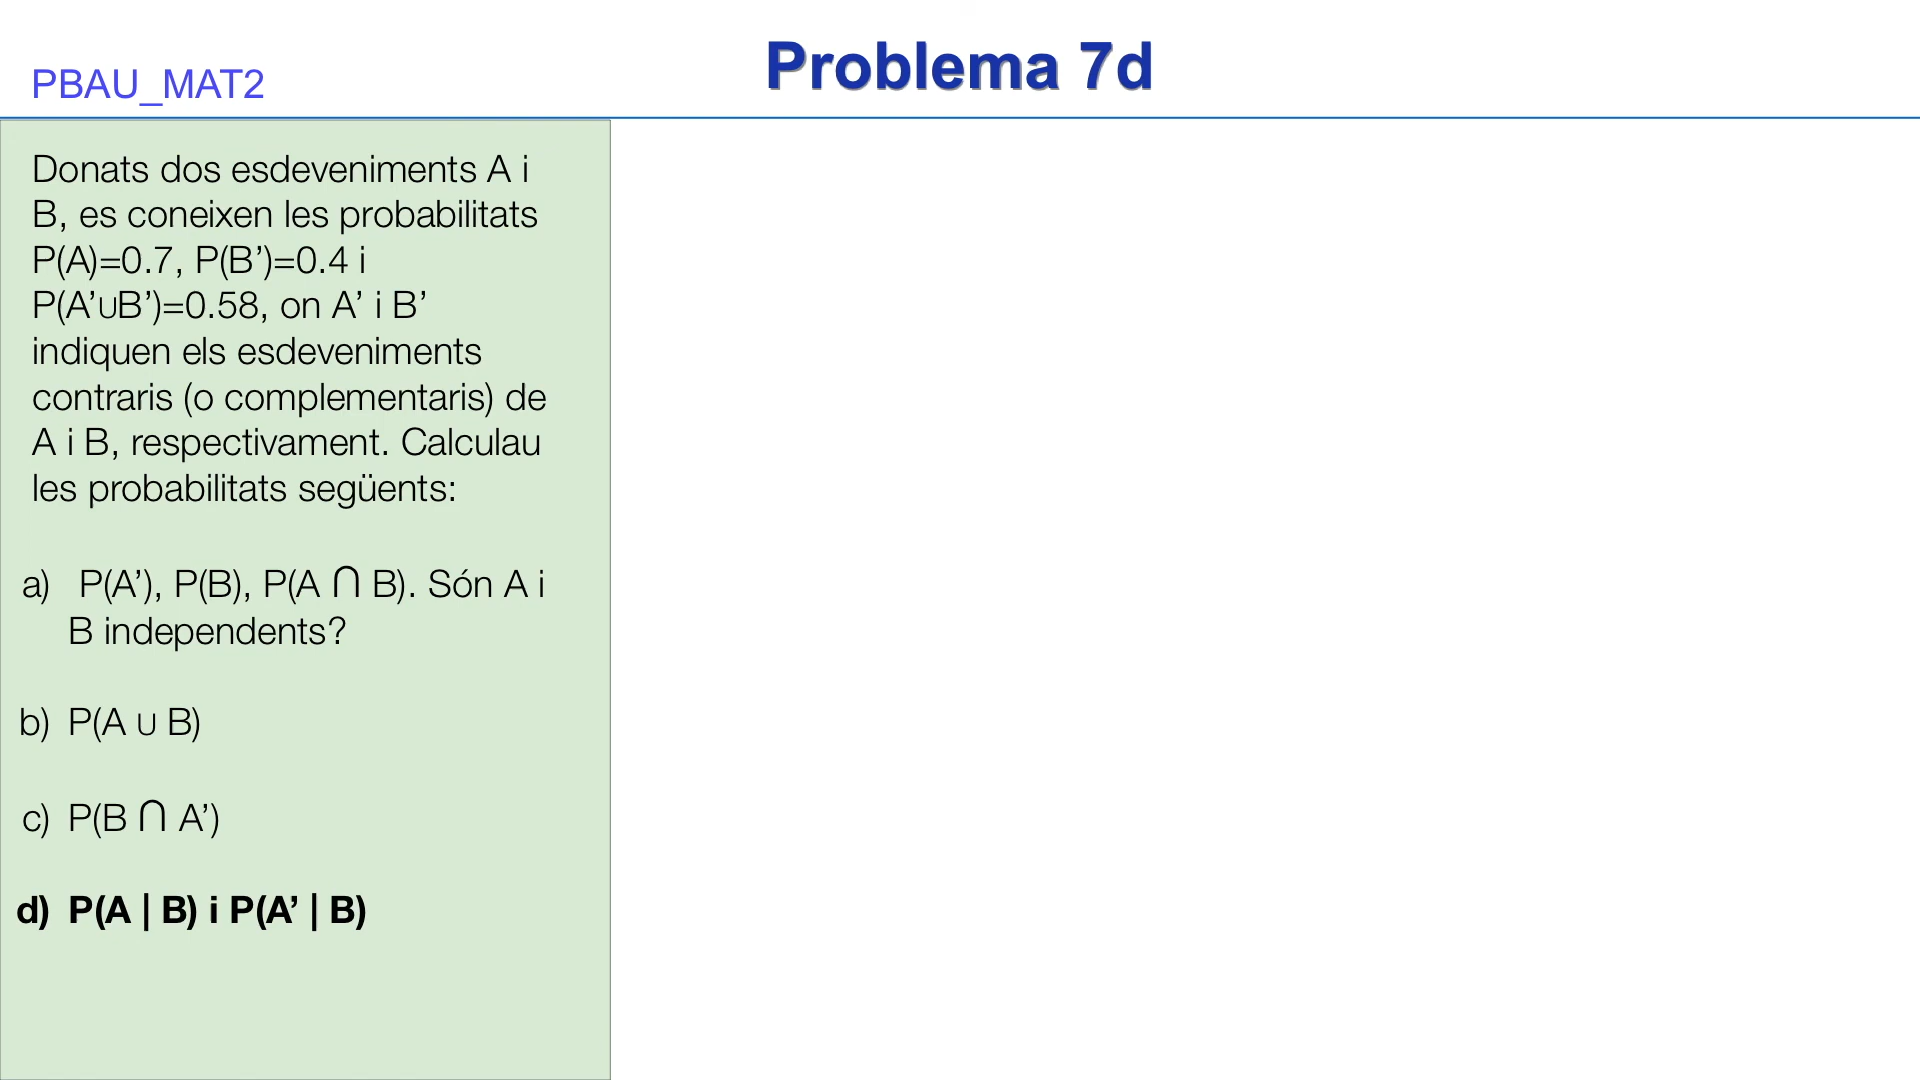 Problema 7d
PBAU_MAT2
Donats dos esdeveniments A i
B, es coneixen les probabilitats
P(A)=0.7, P(B’)=0.4 i
P(A’∪B’)=0.58, on A’ i B’
indiquen els esdeveniments
contraris (o complementaris) de
A i B, respectivament. Calculau
les probabilitats següents:
a) P(A’), P(B), P(A ⋂ B). Són A i
B independents?
b) P(A ∪ B)
c) P(B ⋂ A’)
d) P(A | B) i P(A’ | B)